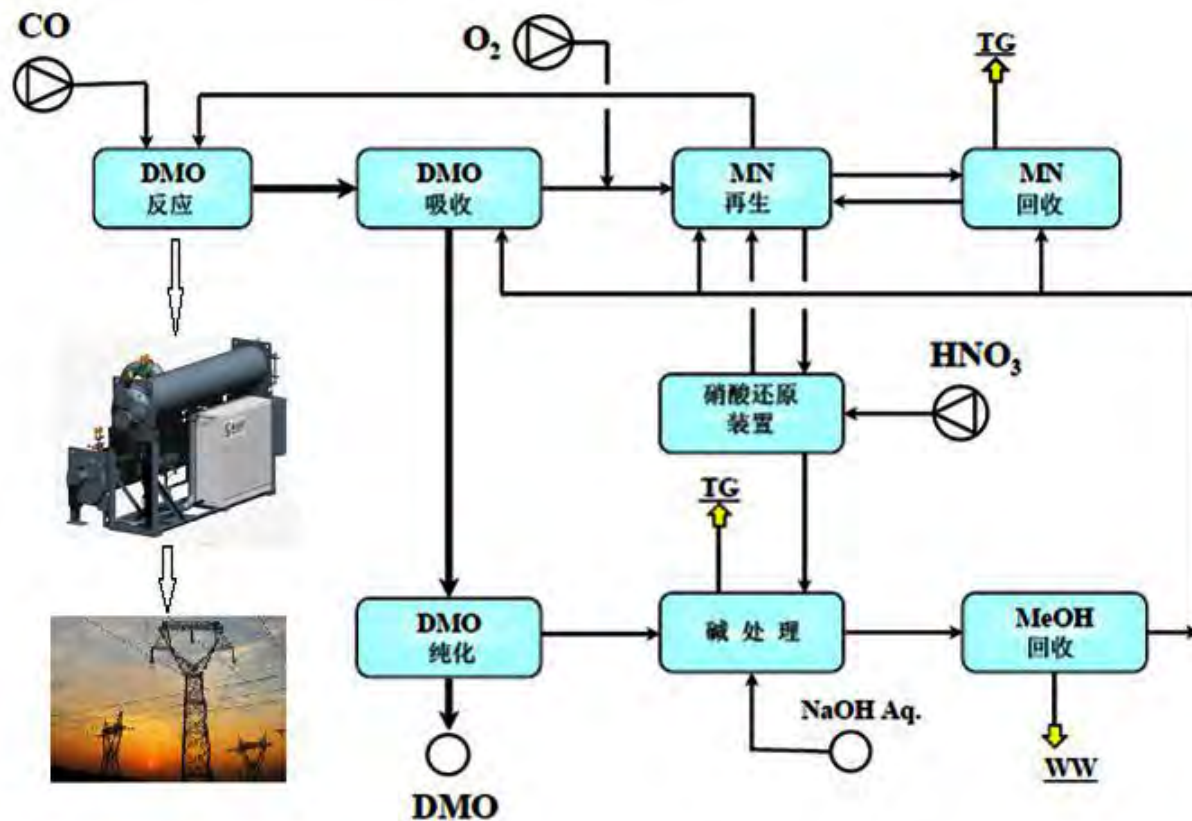 CO
O₂
TG
DMO
反应
DMO
吸收
MN
再生
MN
回收
HNO₃
硝酸还原
装置
TG
DMO
纯化
碱 处 理
MeOH
回收
NaOH Aq.
WW
DMO